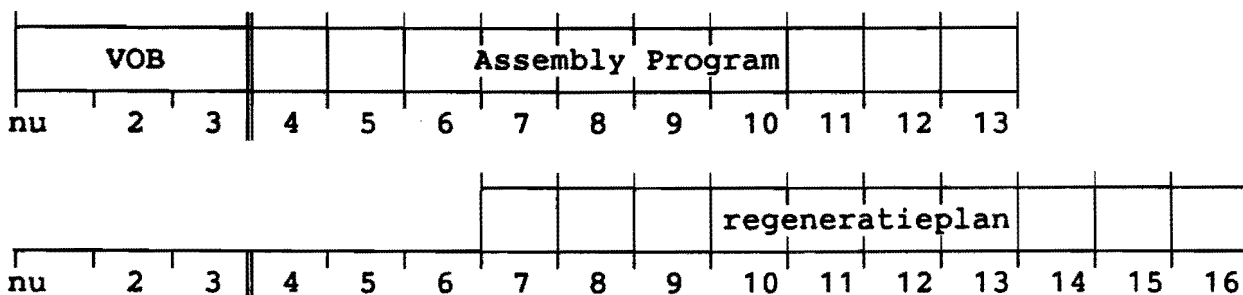 VOB Assembly Program
nu 2 3 4 5 6 7 8 9 10 11 12 13
regeneratieplan
nu 2 3 4 5 6 7 8 9 10 11 12 13 14 15 16